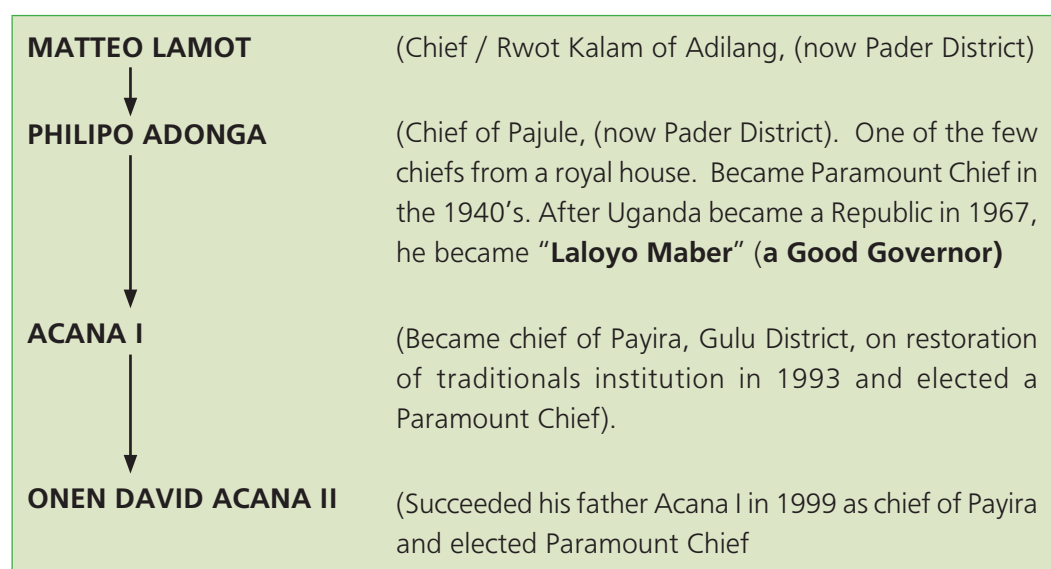 MATTEO LAMOT (Chief / Rwot Kalam of Adilang, (now Pader District)
PHILIPO ADONGA (Chief of Pajule, (now Pader District). One of the few
chiefs from a royal house. Became Paramount Chief in
the 1940's. After Uganda became a Republic in 1967,
he became “Laloyo Maber” (a Good Governor)
ACANA I (Became chief of Payira, Gulu District, on restoration
of traditionals institution in 1993 and elected a
Paramount Chief).
ONEN DAVID ACANA II (Succeeded his father Acana I in 1999 as chief of Payira
and elected Paramount Chief